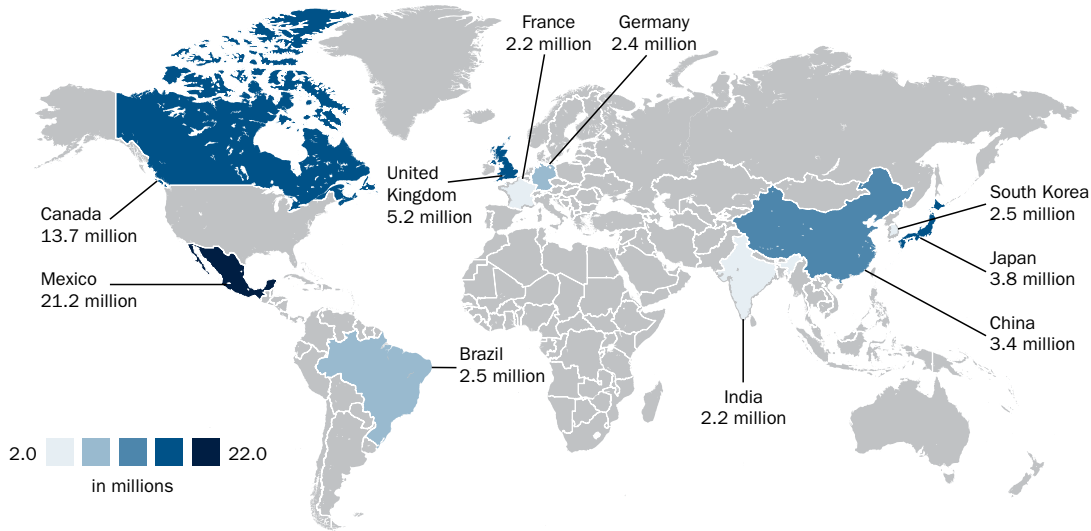 France
2.2 million
Germany
2.4 million
United
Kingdom
5.2 million
Canada
13.7 million
Mexico
21.2 million
South Korea
2.5 million
Japan
3.8 million
China
3.4 million
Brazil
2.5 million
India
2.2 million
2.0
22.0
in millions